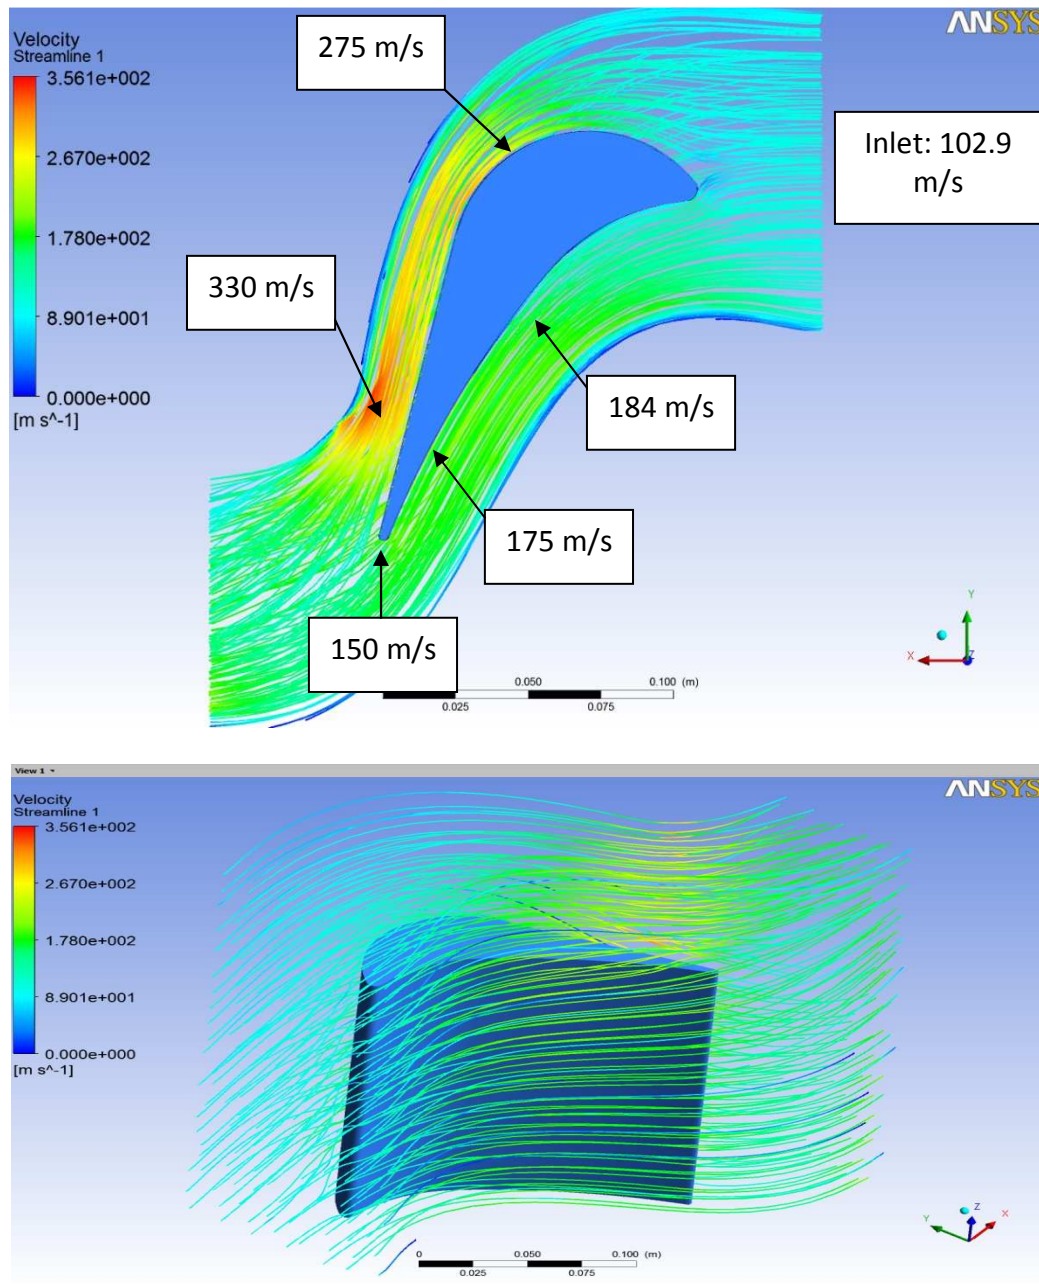 ANSYS
Velocity
Streamline 1
3.561e+002
2.670e+002
1.780e+002
8.901e+001
0.000e+000
[m s^-1]
275 m/s
Inlet: 102.9
m/s
330 m/s
184 m/s
175 m/s
150 m/s
Y
X
Z
0.050
0.100 (m)
0.025
0.075
View 1
ANSYS
Velocity
Streamline 1
3.561e+002
2.670e+002
1.780e+002
8.901e+001
0.000e+000
[m s^-1]
Y
Z
X
0
0.050
0.100 (m)
0.025
0.075